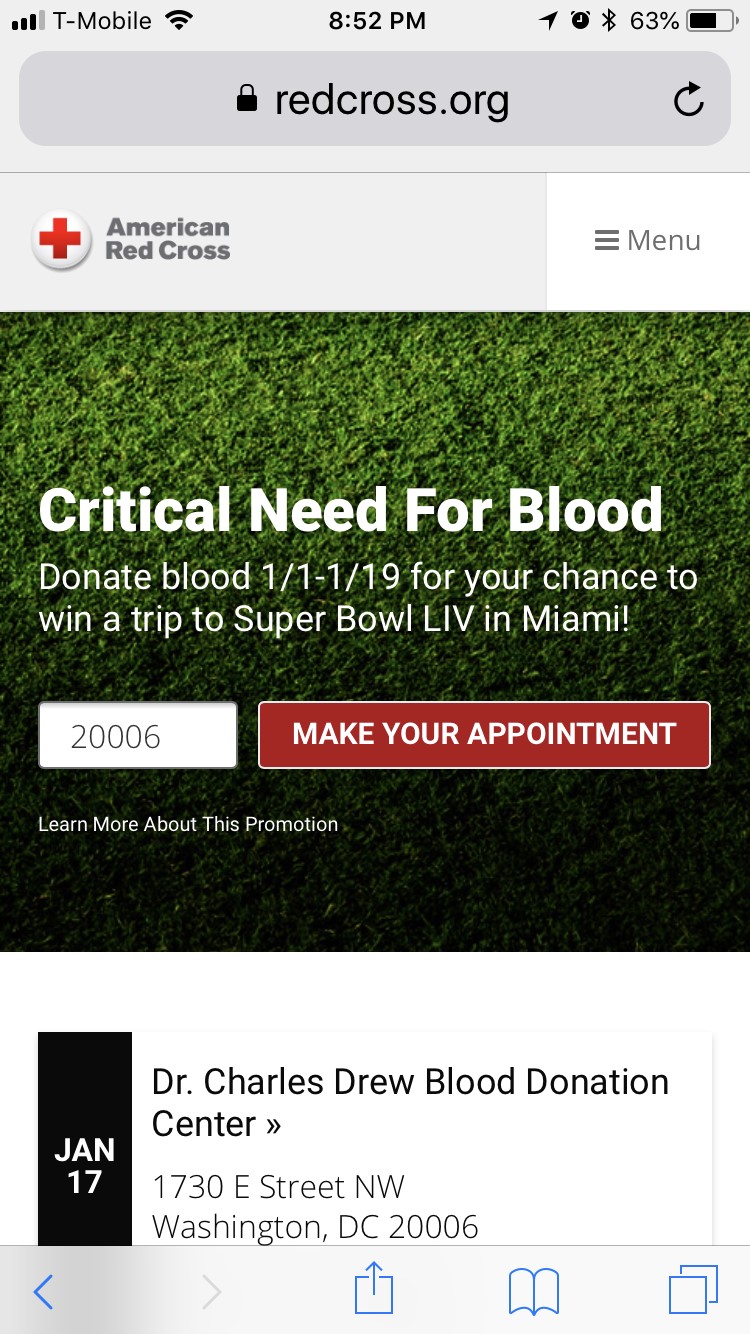 T-Mobile 8:52 PM 63%
redcross.org
American
Red Cross
Menu
Critical Need For Blood
Donate blood 1/1-1/19 for your chance to
win a trip to Super Bowl LIV in Miami!
20006 MAKE YOUR APPOINTMENT
Learn More About This Promotion
JAN
17
Dr. Charles Drew Blood Donation
Center »
1730 E Street NW
Washington, DC 20006